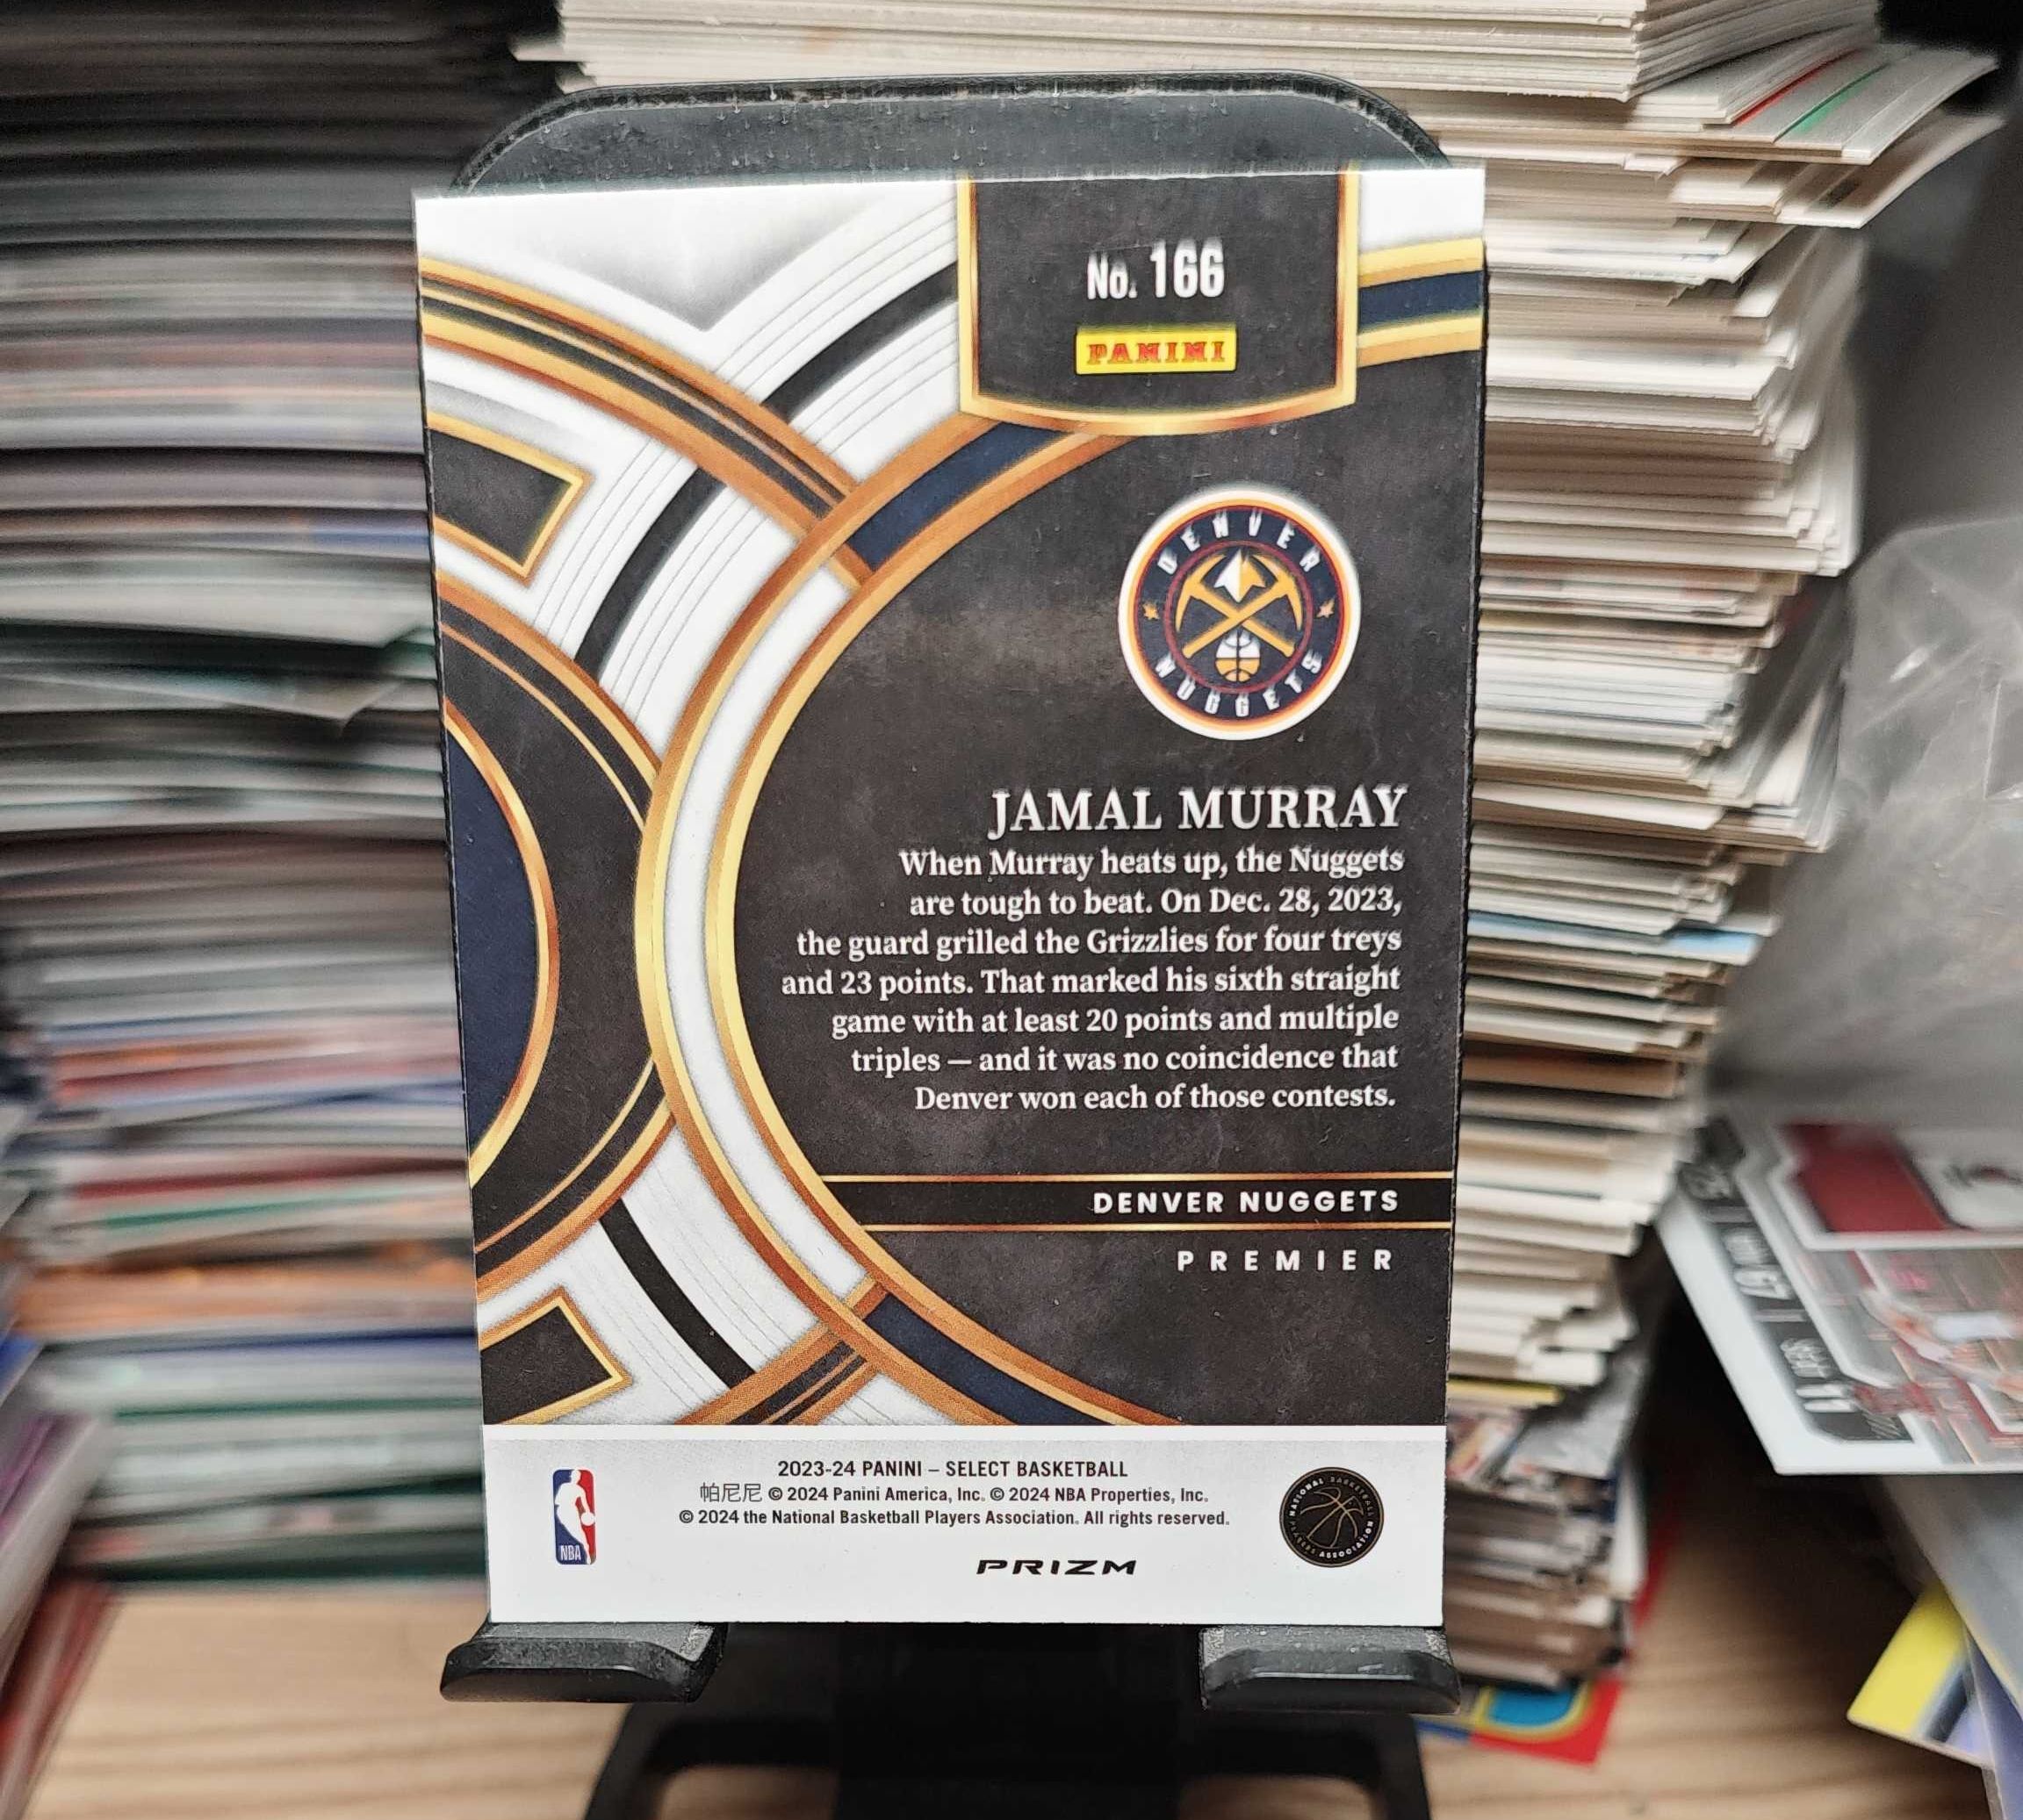 No. 166
PANINI
DENVER
NUGGETS
JAMAL MURRAY
When Murray heats up, the Nuggets
are tough to beat. On Dec. 28, 2023,
the guard grilled the Grizzlies for four treys
and 23 points. That marked his sixth straight
game with at least 20 points and multiple
triples — and it was no coincidence that
Denver won each of those contests.
DENVER NUGGETS
PREMIER
2023-24 PANINI – SELECT BASKETBALL
帕尼尼 © 2024 Panini America, Inc. © 2024 NBA Properties, Inc.
© 2024 the National Basketball Players Association. All rights reserved.
NBA
NATIONAL BASKETBALL
PLAYERS ASSOCIATION
PRIZM